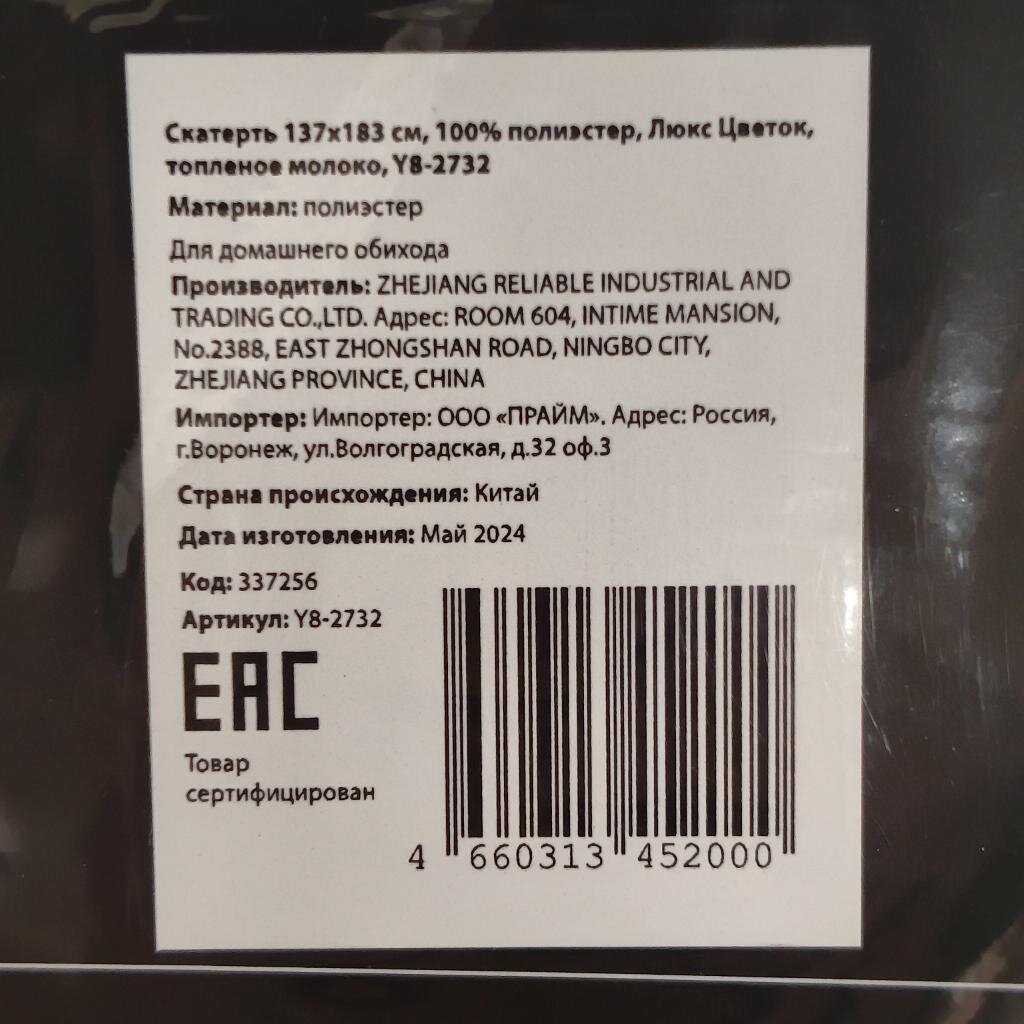 Скатерть 137х183 см, 100% полиэстер, Люкс Цветок,
топленое молоко, Y8-2732
Материал: полиэстер
Для домашнего обихода
Производитель: ZHEJIANG RELIABLE INDUSTRIAL AND
TRADING CO.,LTD. Адрес: ROOM 604, INTIME MANSION,
No.2388, EAST ZHONGSHAN ROAD, NINGBO CITY,
ZHEJIANG PROVINCE, CHINA
Импортер: Импортер: ООО «ПРАЙМ». Адрес: Россия,
г.Воронеж, ул.Волгоградская, д.32 оф.3
Страна происхождения: Китай
Дата изготовления: Май 2024
Код: 337256
Артикул: Y8-2732
EAC
Товар
сертифицирован
4 660313 452000